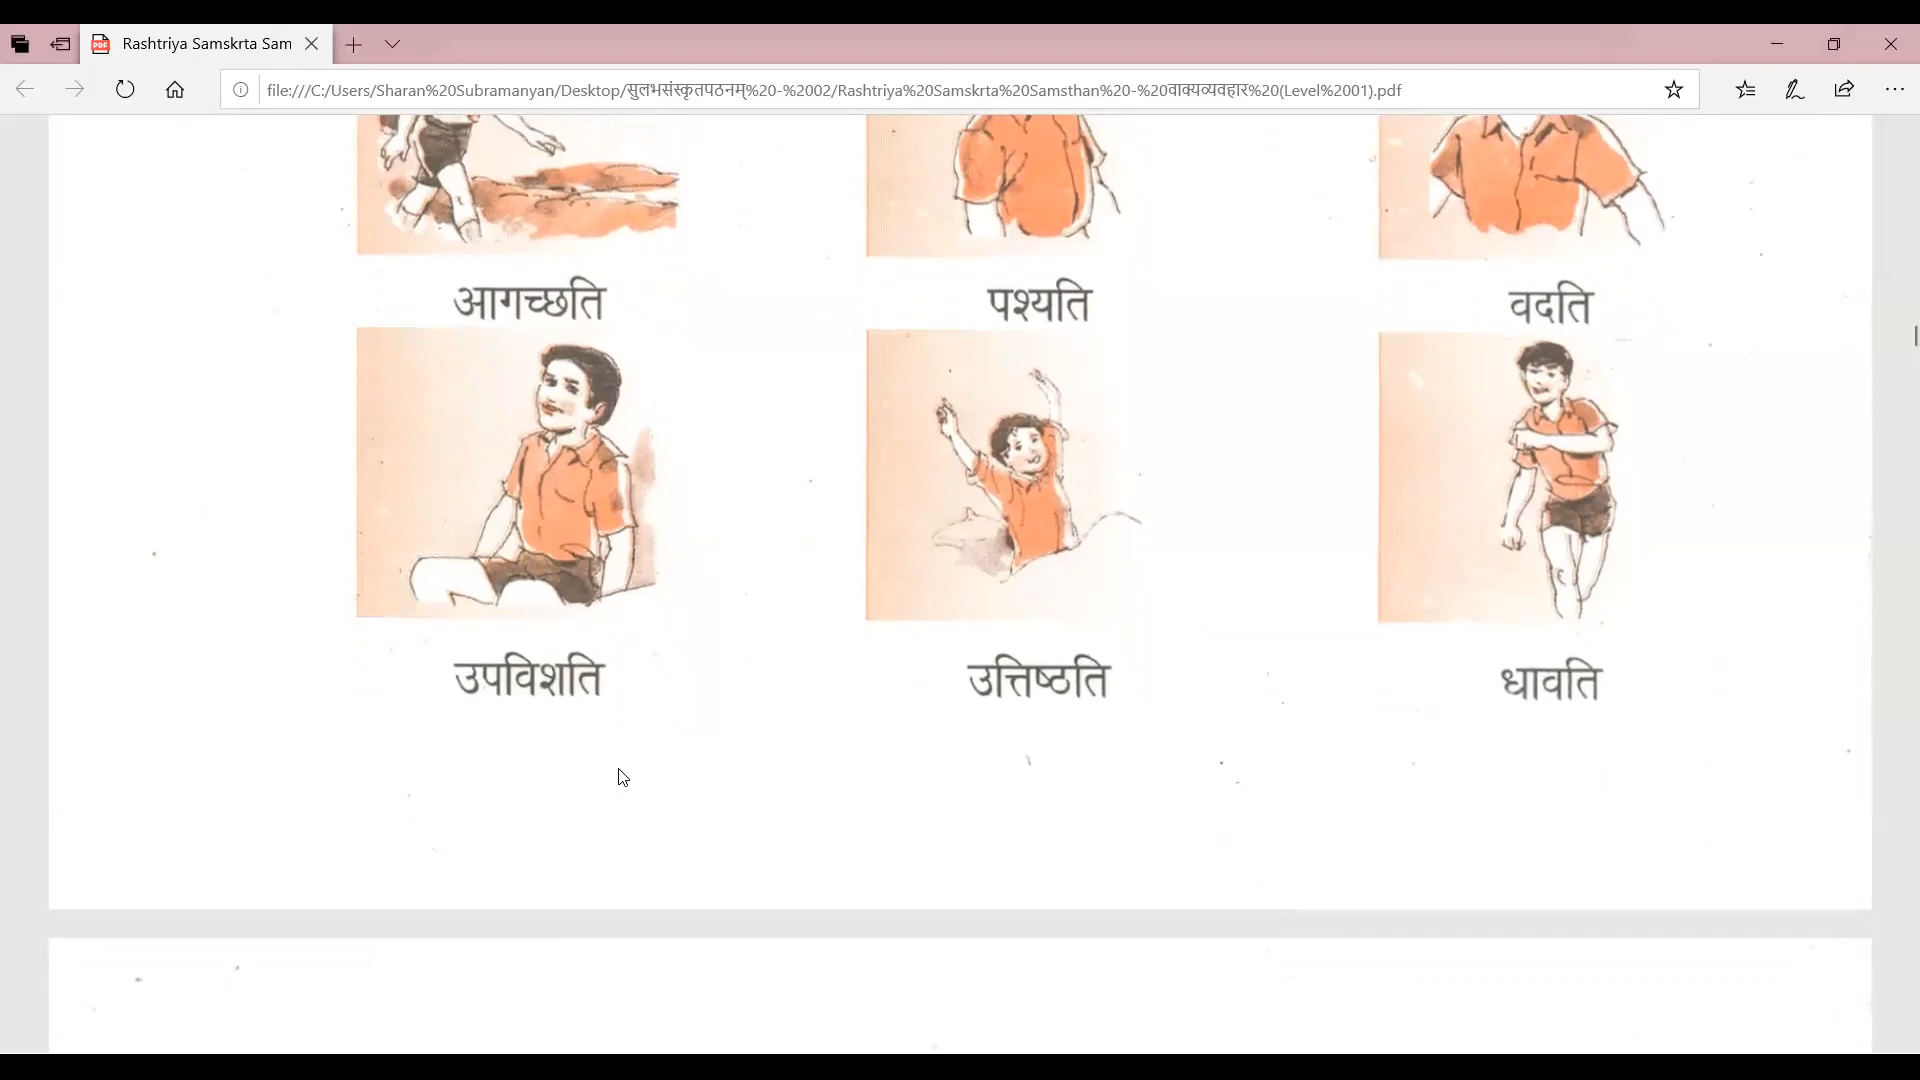 Rashtriya Samskrta Sam
file:///C:/Users/Sharan%20Subramanyan/Desktop/सुलभसंस्कृतपठनम्%20-%2002/Rashtriya%20Samskrta%20Samsthan%20-%20वाक्यव्यवहार%20(Level%2001).pdf
आगच्छति पश्यति वदति
उपविशति उत्तिष्ठति धावति